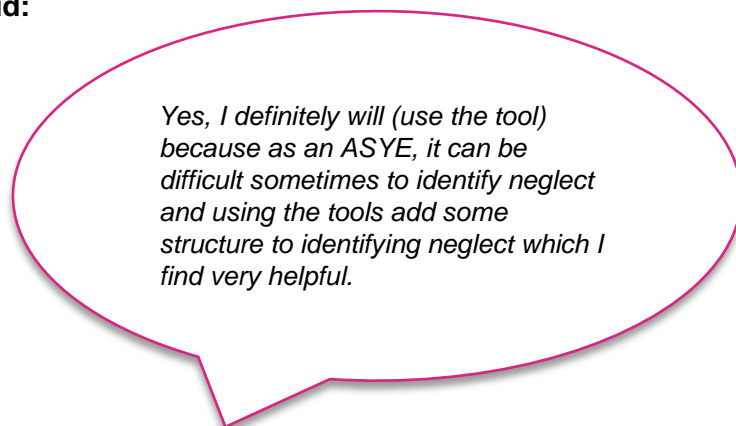 Yes, I definitely will (use the tool)
because as an ASYE, it can be
difficult sometimes to identify neglect
and using the tools add some
structure to identifying neglect which I
find very helpful.